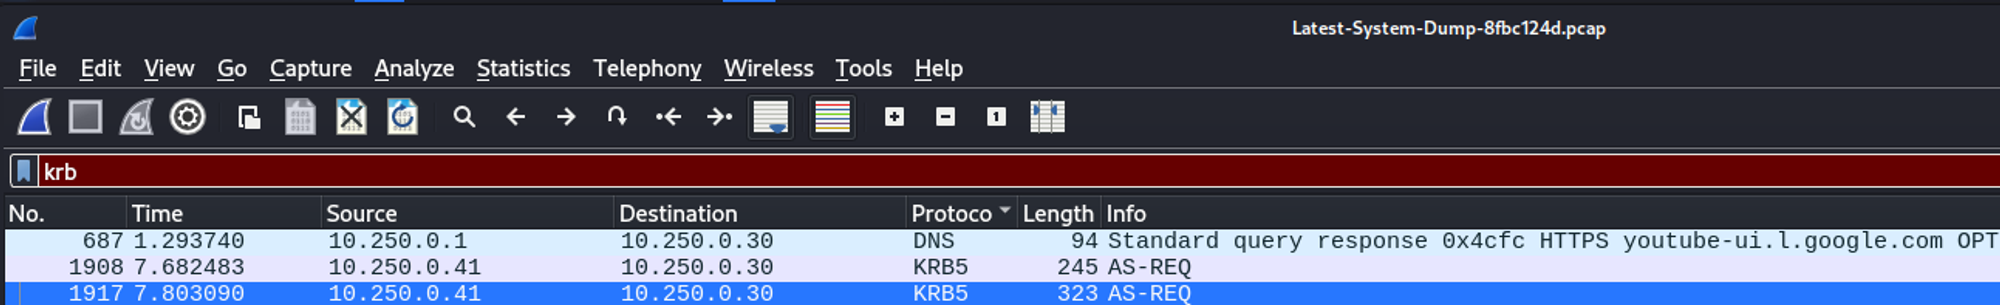 Latest-System-Dump-8fbc124d.pcap
File Edit View Go Capture Analyze Statistics Telephony Wireless Tools Help
1
krb
No. Time Source Destination Protoco Length Info
687 1.293740 10.250.0.1 10.250.0.30 DNS 94 Standard query response 0x4cfc HTTPS youtube-ui.l.google.com OPT
1908 7.682483 10.250.0.41 10.250.0.30 KRB5 245 AS-REQ
1917 7.803090 10.250.0.41 10.250.0.30 KRB5 323 AS-REQ